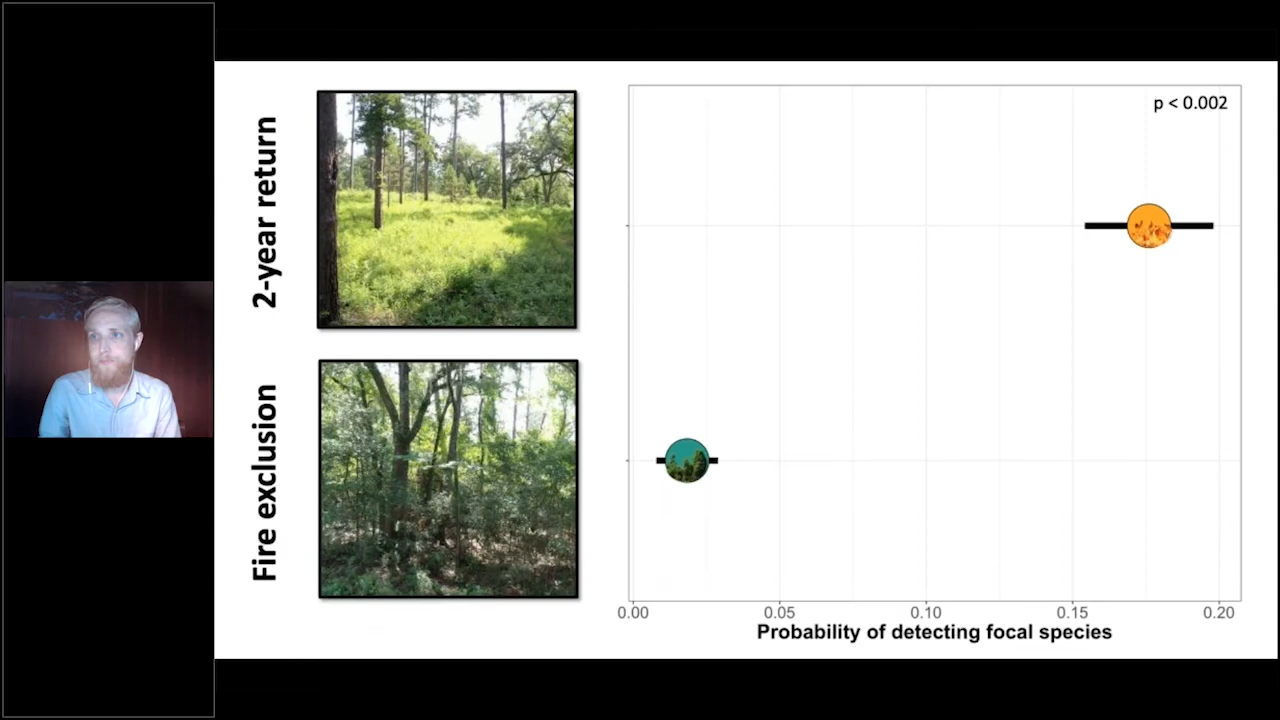 2-year return
Fire exclusion
p < 0.002
0.00 0.05 0.10 0.15 0.20
Probability of detecting focal species